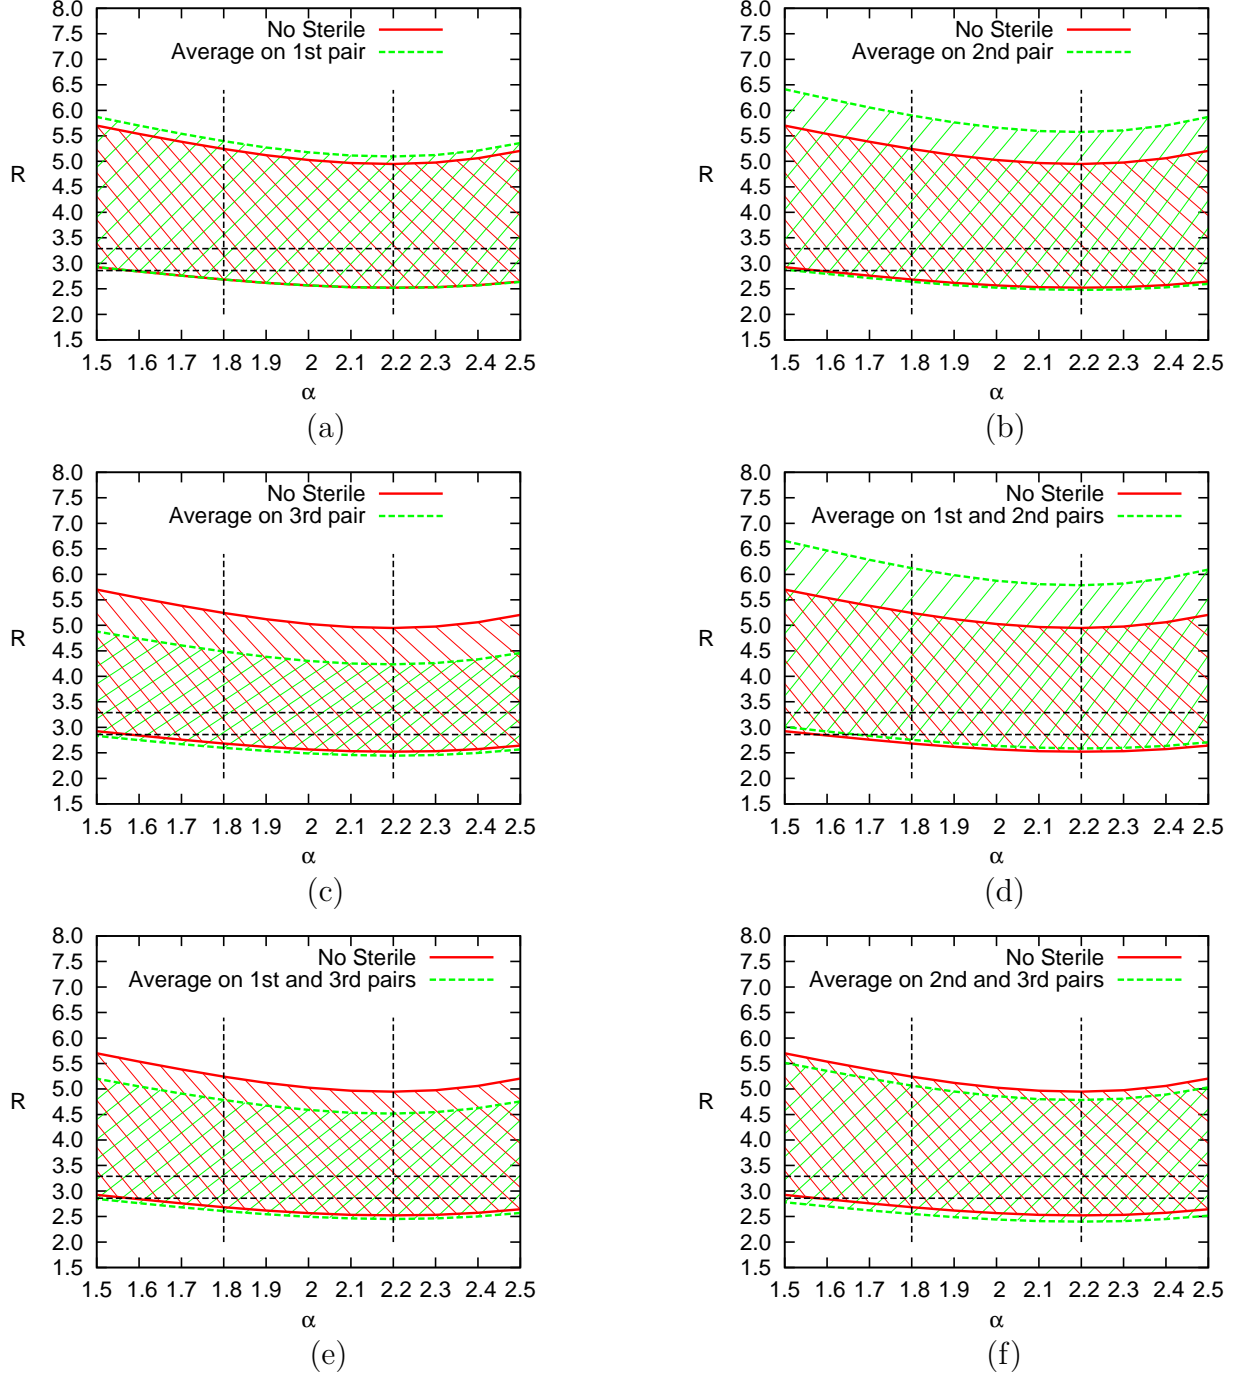 8.0
7.5
7.0
6.5
6.0
5.5
5.0
4.5
4.0
3.5
3.0
2.5
2.0
1.5
R
No Sterile
Average on 1st pair
1.5 1.6 1.7 1.8 1.9 2 2.1 2.2 2.3 2.4 2.5
α
(a)
8.0
7.5
7.0
6.5
6.0
5.5
5.0
4.5
4.0
3.5
3.0
2.5
2.0
1.5
R
No Sterile
Average on 2nd pair
1.5 1.6 1.7 1.8 1.9 2 2.1 2.2 2.3 2.4 2.5
α
(b)
8.0
7.5
7.0
6.5
6.0
5.5
5.0
4.5
4.0
3.5
3.0
2.5
2.0
1.5
R
No Sterile
Average on 3rd pair
1.5 1.6 1.7 1.8 1.9 2 2.1 2.2 2.3 2.4 2.5
α
(c)
8.0
7.5
7.0
6.5
6.0
5.5
5.0
4.5
4.0
3.5
3.0
2.5
2.0
1.5
R
No Sterile
Average on 1st and 2nd pairs
1.5 1.6 1.7 1.8 1.9 2 2.1 2.2 2.3 2.4 2.5
α
(d)
8.0
7.5
7.0
6.5
6.0
5.5
5.0
4.5
4.0
3.5
3.0
2.5
2.0
1.5
R
No Sterile
Average on 1st and 3rd pairs
1.5 1.6 1.7 1.8 1.9 2 2.1 2.2 2.3 2.4 2.5
α
(e)
8.0
7.5
7.0
6.5
6.0
5.5
5.0
4.5
4.0
3.5
3.0
2.5
2.0
1.5
R
No Sterile
Average on 2nd and 3rd pairs
1.5 1.6 1.7 1.8 1.9 2 2.1 2.2 2.3 2.4 2.5
α
(f)